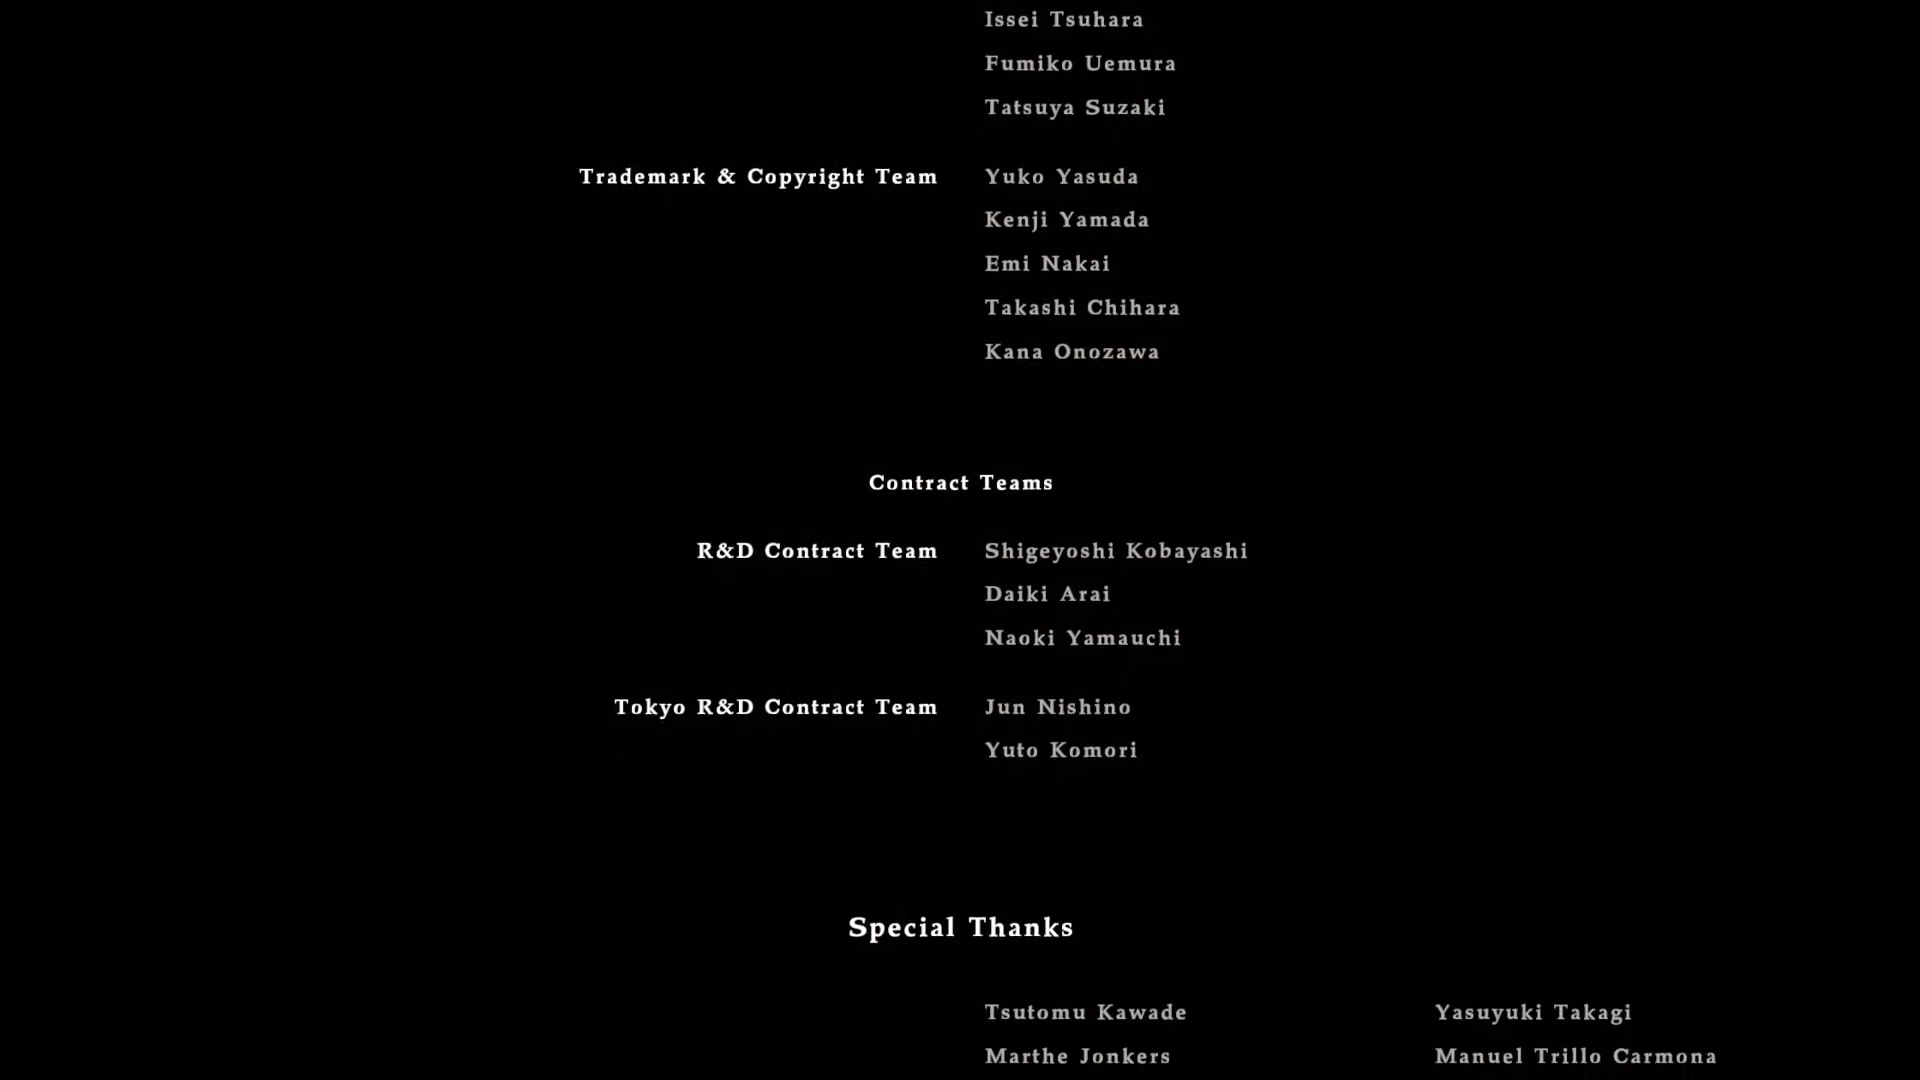 Issei Tsuhara
Fumiko Uemura
Tatsuya Suzaki
Trademark & Copyright Team Yuko Yasuda
Kenji Yamada
Emi Nakai
Takashi Chihara
Kana Onozawa
Contract Teams
R&D Contract Team Shigeyoshi Kobayashi
Daiki Arai
Naoki Yamauchi
Tokyo R&D Contract Team Jun Nishino
Yuto Komori
Special Thanks
Tsutomu Kawade Yasuyuki Takagi
Marthe Jonkers Manuel Trillo Carmona